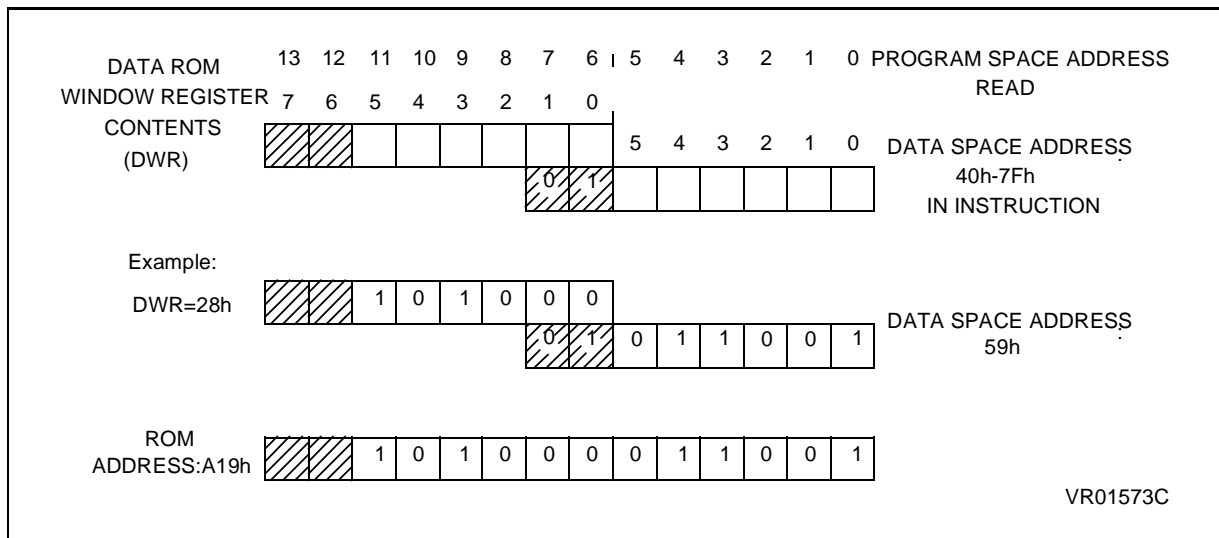 13 12 11 10 9 8 7 6 5 4 3 2 1 0 PROGRAM SPACE ADDRESS
READ
DATA ROM
WINDOW REGISTER 7 6 5 4 3 2 1 0
CONTENTS
(DWR)
5 4 3 2 1 0 DATA SPACE ADDRESS
:
0 1 40h-7Fh
IN INSTRUCTION
Example:
DWR=28h 1 0 1 0 0 0
0 1 0 1 1 0 0 1 DATA SPACE ADDRESS
:
59h
ROM
ADDRESS:A19h 1 0 1 0 0 0 0 1 1 0 0 1
VR01573C